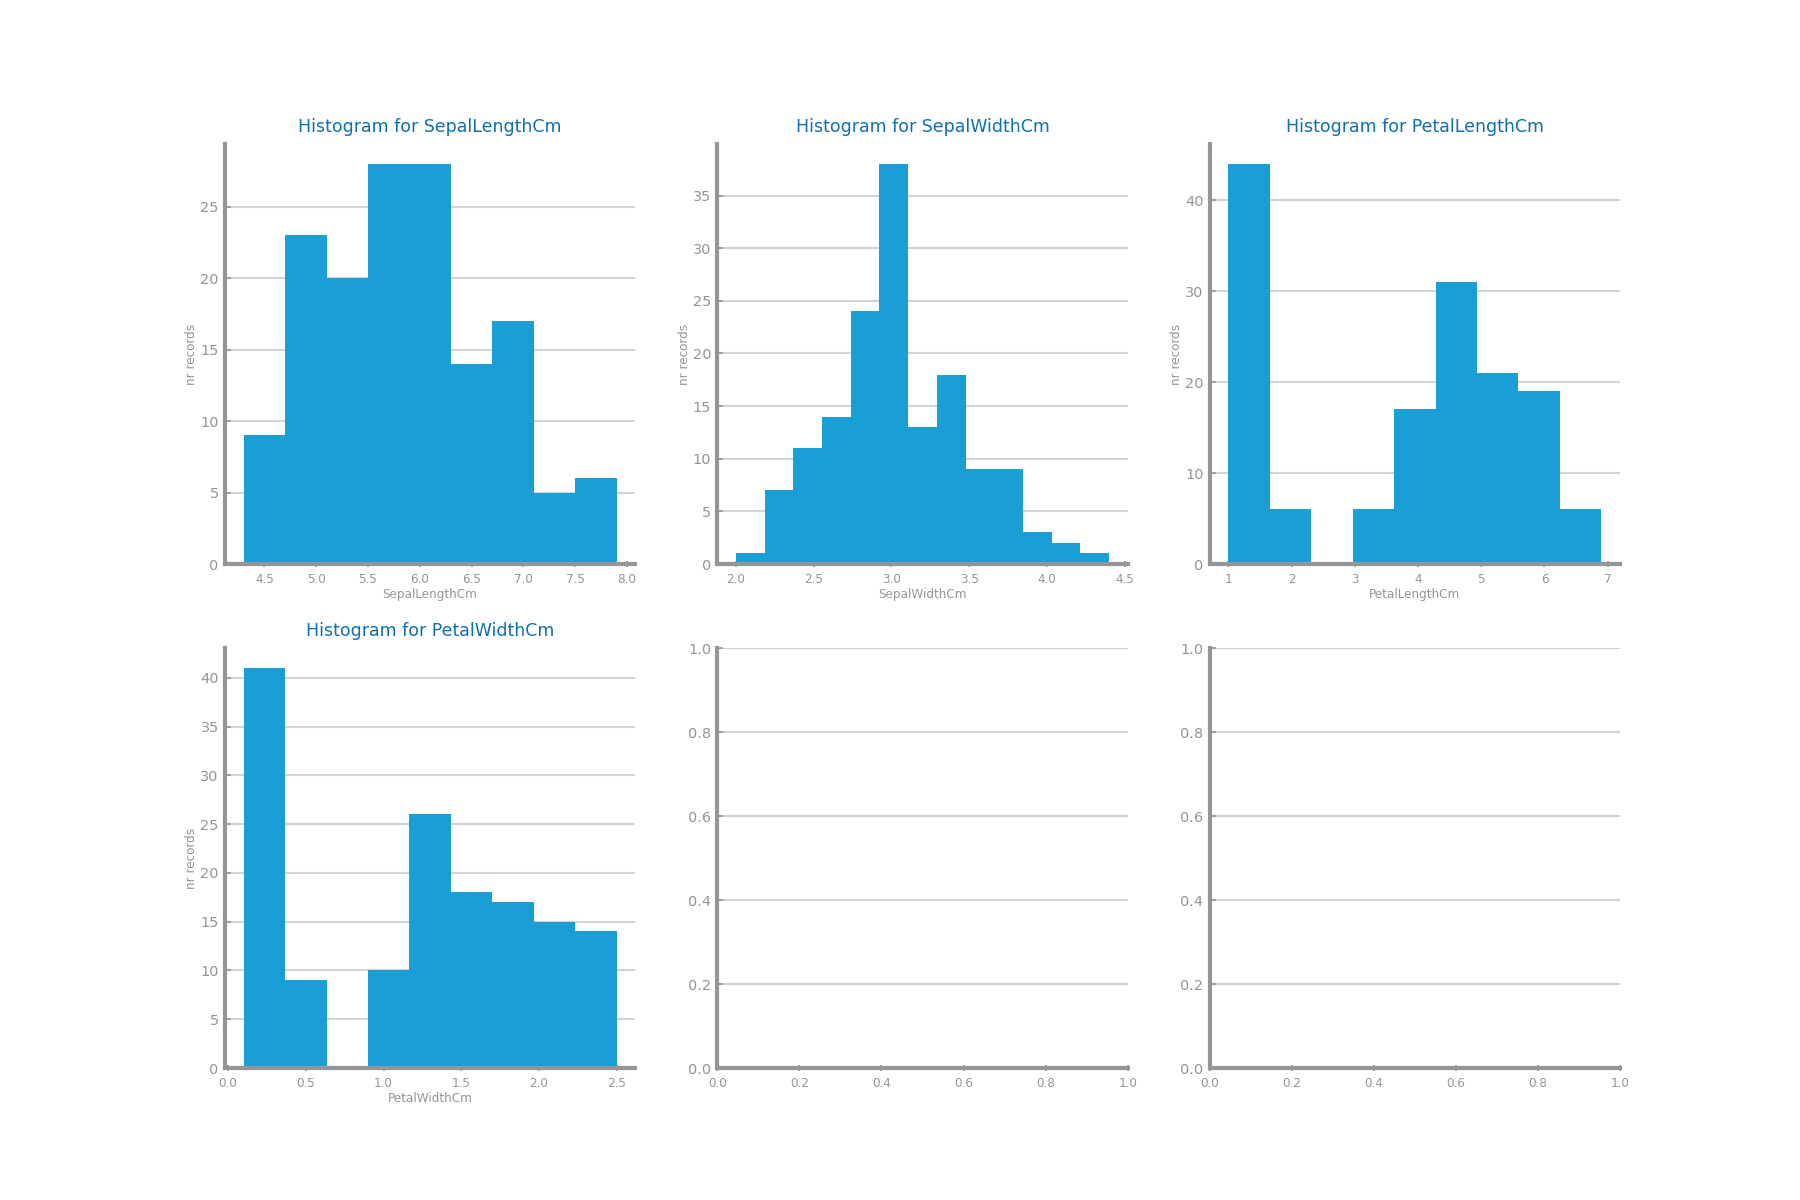 Histogram for SepalLengthCm
nr records
25
20
15
10
5
0
4.5 5.0 5.5 6.0 6.5 7.0 7.5 8.0
SepalLengthCm
Histogram for SepalWidthCm
nr records
35
30
25
20
15
10
5
0
2.0 2.5 3.0 3.5 4.0 4.5
SepalWidthCm
Histogram for PetalLengthCm
nr records
40
30
20
10
0
1 2 3 4 5 6 7
PetalLengthCm
Histogram for PetalWidthCm
nr records
40
35
30
25
20
15
10
5
0
0.0 0.5 1.0 1.5 2.0 2.5
PetalWidthCm
1.0
0.8
0.6
0.4
0.2
0.0
0.0 0.2 0.4 0.6 0.8 1.0
1.0
0.8
0.6
0.4
0.2
0.0
0.0 0.2 0.4 0.6 0.8 1.0